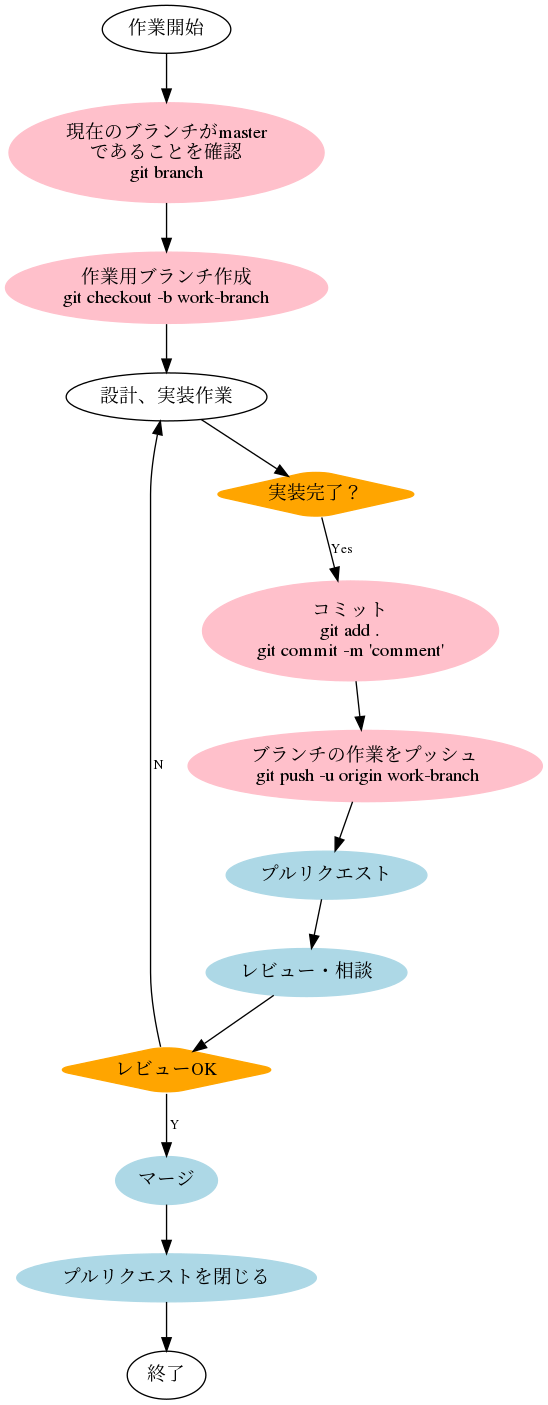 作業開始
現在のブランチがmaster
であることを確認
git branch
作業用ブランチ作成
git checkout -b work-branch
設計、実装作業
実装完了？
Yes
コミット
git add .
git commit -m 'comment'
ブランチの作業をプッシュ
git push -u origin work-branch
N
プルリクエスト
レビュー・相談
レビューOK
Y
マージ
プルリクエストを閉じる
終了